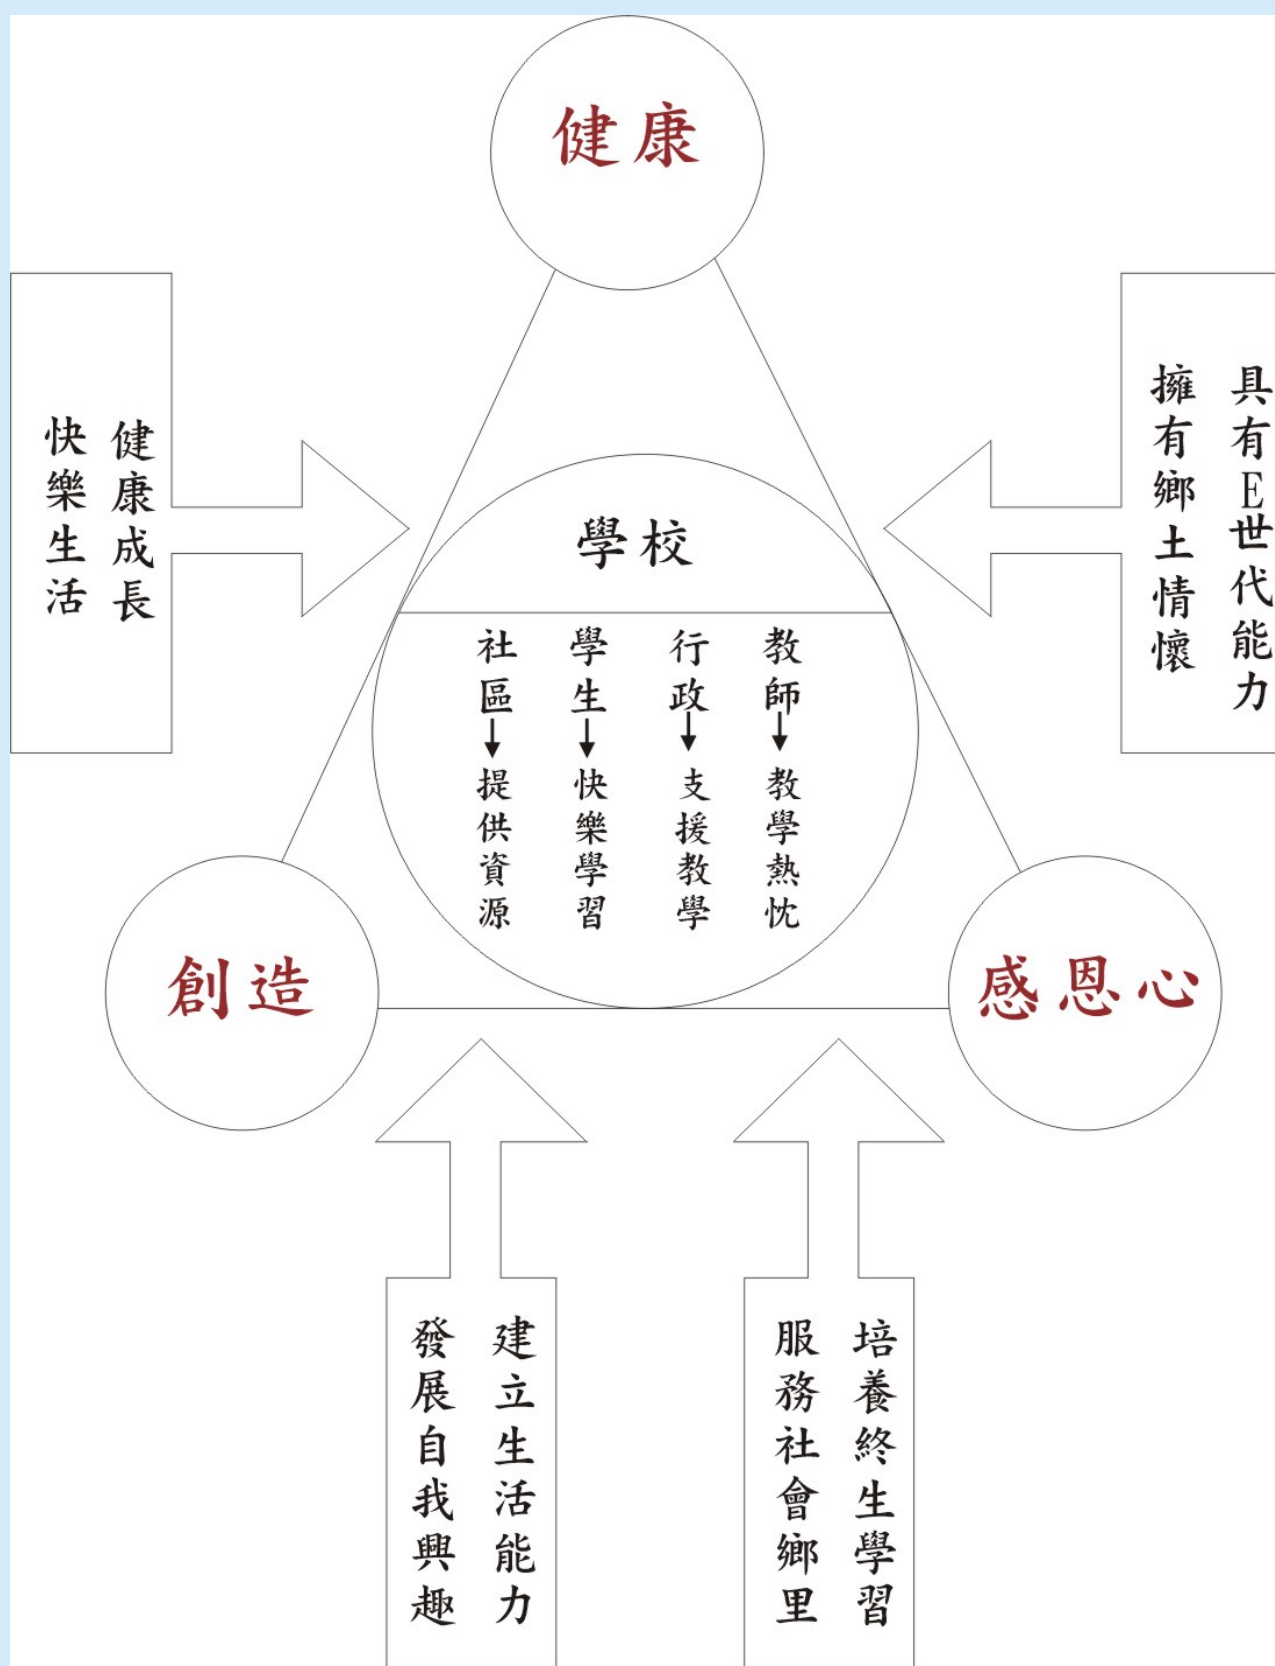 健康
健康成長
快樂生活
具有E世代能力
擁有鄉土情懷
學校
教師→教學熱忱
行政→支援教學
學生→快樂學習
社區→提供資源
創造
感恩心
建立生活能力
發展自我興趣
培養終生學習
服務社會鄉里